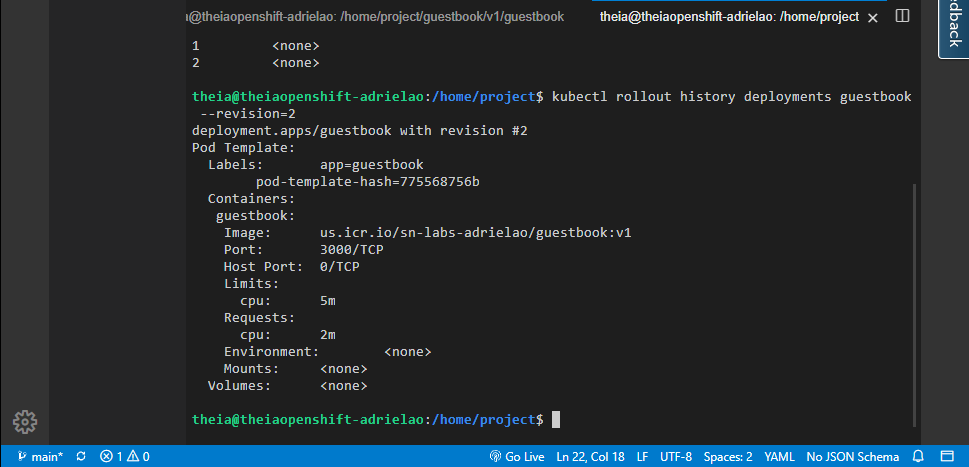 @theiaopenshift-adrielao: /home/project/guestbook/v1/guestbook
theia@theiaopenshift-adrielao: /home/project
edback
1 <none>
2 <none>
theia@theiaopenshift-adrielao:/home/project$ kubectl rollout history deployments guestbook
--revision=2
deployment.apps/guestbook with revision #2
Pod Template:
Labels: app=guestbook
pod-template-hash=775568756b
Containers:
guestbook:
Image: us.icr.io/sn-labs-adrielao/guestbook:v1
Port: 3000/TCP
Host Port: 0/TCP
Limits:
cpu: 5m
Requests:
cpu: 2m
Environment: <none>
Mounts: <none>
Volumes: <none>
theia@theiaopenshift-adrielao:/home/project$
main* 1 0 Go Live Ln 22, Col 18 LF UTF-8 Spaces: 2 YAML No JSON Schema